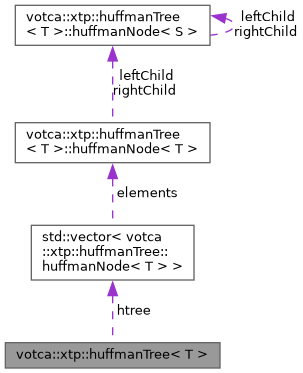 votca::xtp::huffmanTree
< T >::huffmanNode< S >
leftChild
rightChild
leftChild
rightChild
votca::xtp::huffmanTree
< T >::huffmanNode< T >
elements
std::vector< votca
::xtp::huffmanTree::
huffmanNode< T > >
htree
votca::xtp::huffmanTree< T >